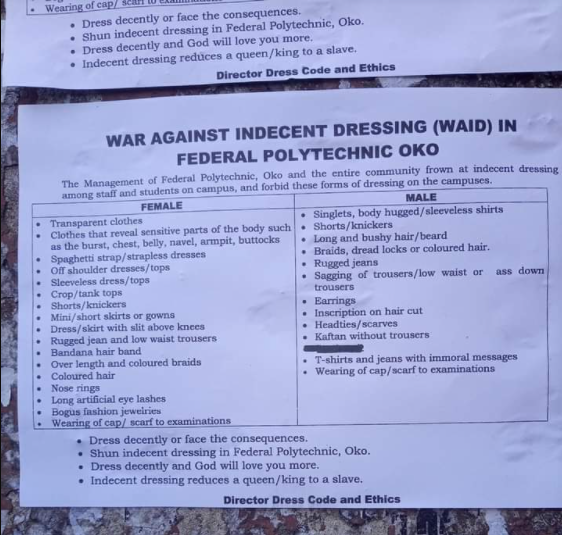 Wearing of cap/ scarf to
• Dress decently or face the consequences.
• Shun indecent dressing in Federal Polytechnic, Oko.
• Dress decently and God will love you more.
• Indecent dressing reduces a queen/king to a slave.
Director Dress Code and Ethics
WAR AGAINST INDECENT DRESSING (WAID) IN
FEDERAL POLYTECHNIC OKO
The Management of Federal Polytechnic, Oko and the entire community frown at indecent dressing
among staff and students on campus, and forbid these forms of dressing on the campuses.
FEMALE
• Transparent clothes
• Clothes that reveal sensitive parts of the body such
as the burst, chest, belly, navel, armpit, buttocks
• Spaghetti strap/strapless dresses
• Off shoulder dresses/tops
• Sleeveless dress/tops
• Crop/tank tops
• Shorts/knickers
• Mini/short skirts or gowns
• Dress/skirt with slit above knees
• Rugged jean and low waist trousers
• Bandana hair band
• Over length and coloured braids
• Coloured hair
• Nose rings
• Long artificial eye lashes
• Bogus fashion jewelries
• Wearing of cap/ scarf to examinations
MALE
• Singlets, body hugged/sleeveless shirts
• Shorts/knickers
• Long and bushy hair/beard
• Braids, dread locks or coloured hair.
• Rugged jeans
• Sagging of trousers/low waist or ass down
trousers
• Earrings
• Inscription on hair cut
• Headties/scarves
• Kaftan without trousers
• T-shirts and jeans with immoral messages
• Wearing of cap/scarf to examinations
• Dress decently or face the consequences.
• Shun indecent dressing in Federal Polytechnic, Oko.
• Dress decently and God will love you more.
• Indecent dressing reduces a queen/king to a slave.
Director Dress Code and Ethics